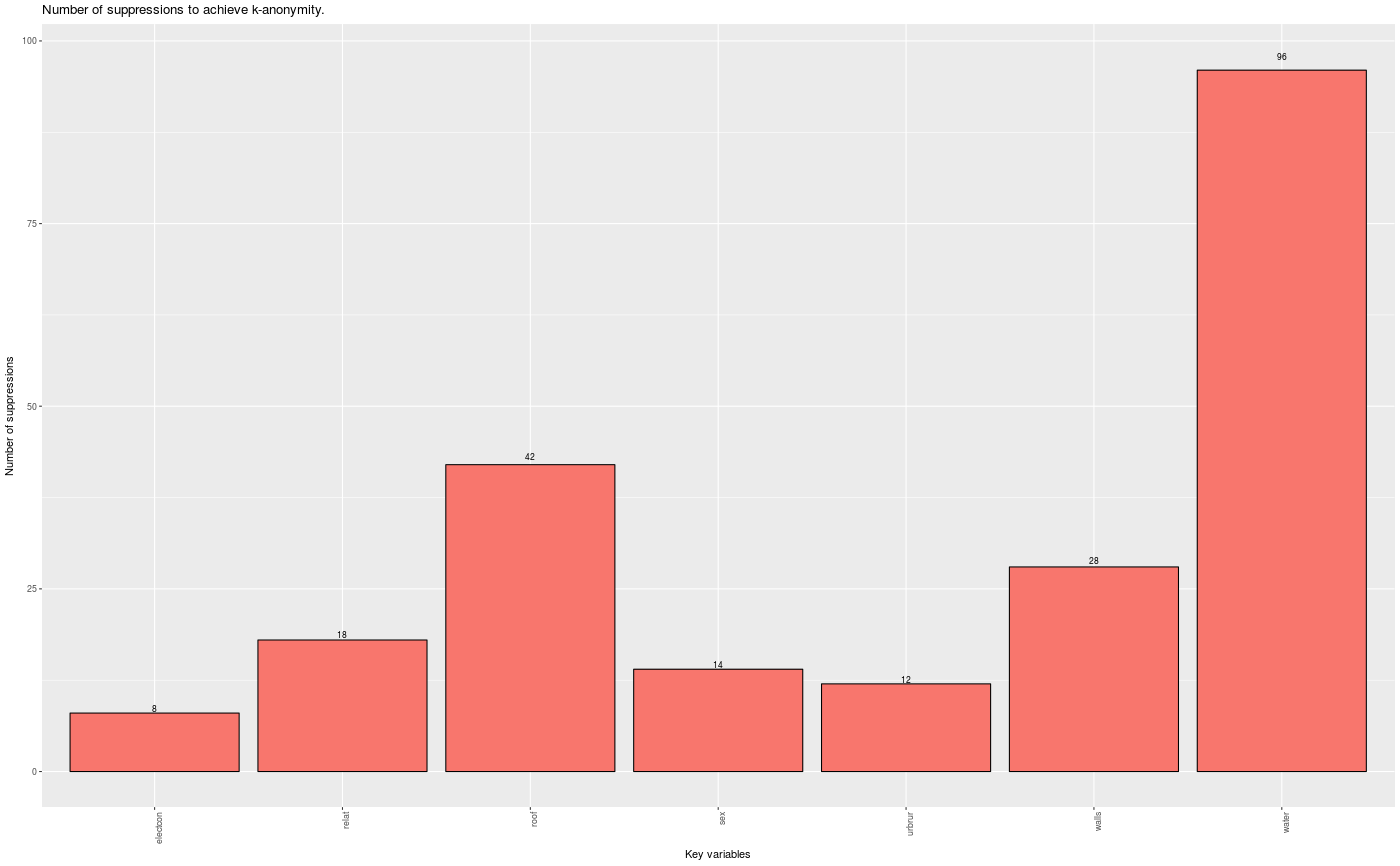 Number of suppressions to achieve k-anonymity.
100
75
50
25
0
Number of suppressions
8
18
42
14
12
28
96
electcon
relat
roof
sex
urbrur
walls
water
Key variables